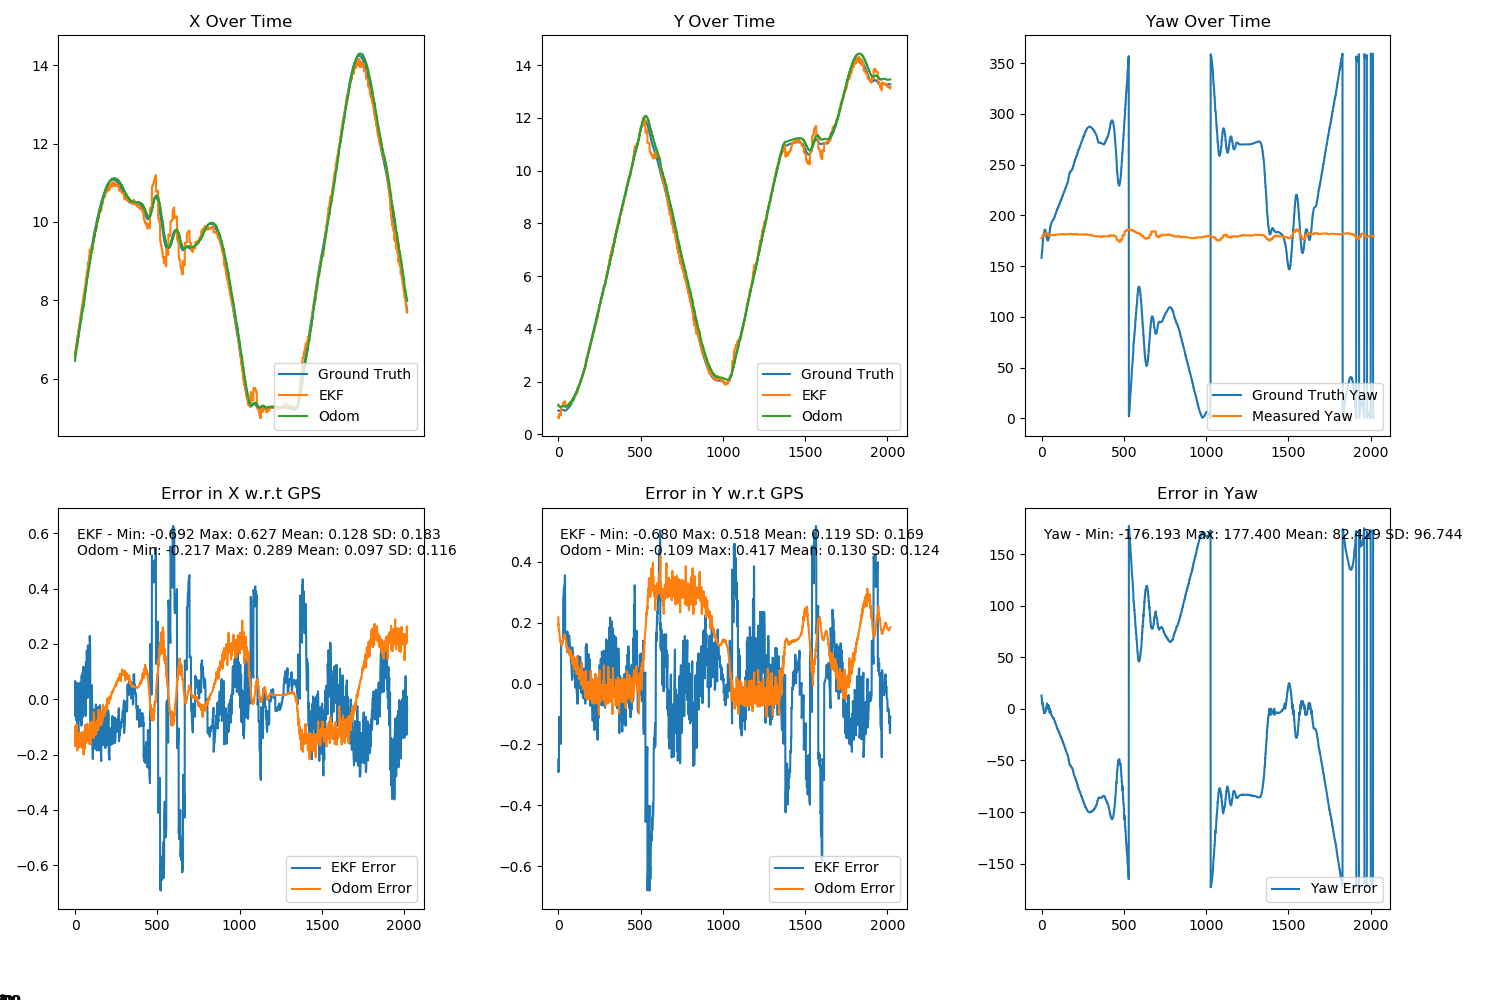 X Over Time
14
12
10
8
6
Ground Truth
EKF
Odom
Y Over Time
14
12
10
8
6
4
2
0
0 500 1000 1500 2000
Ground Truth
EKF
Odom
Yaw Over Time
350
300
250
200
150
100
50
0
0 500 1000 1500 2000
Ground Truth Yaw
Measured Yaw
Error in X w.r.t GPS
EKF - Min: -0.692 Max: 0.627 Mean: 0.128 SD: 0.183
Odom - Min: -0.217 Max: 0.289 Mean: 0.097 SD: 0.116
0.6
0.4
0.2
0.0
−0.2
−0.4
−0.6
0 500 1000 1500 2000
EKF Error
Odom Error
Error in Y w.r.t GPS
EKF - Min: -0.680 Max: 0.518 Mean: 0.119 SD: 0.169
Odom - Min: -0.109 Max: 0.417 Mean: 0.130 SD: 0.124
0.4
0.2
0.0
−0.2
−0.4
−0.6
0 500 1000 1500 2000
EKF Error
Odom Error
Error in Yaw
Yaw - Min: -176.193 Max: 177.400 Mean: 82.429 SD: 96.744
150
100
50
0
−50
−100
−150
0 500 1000 1500 2000
Yaw Error